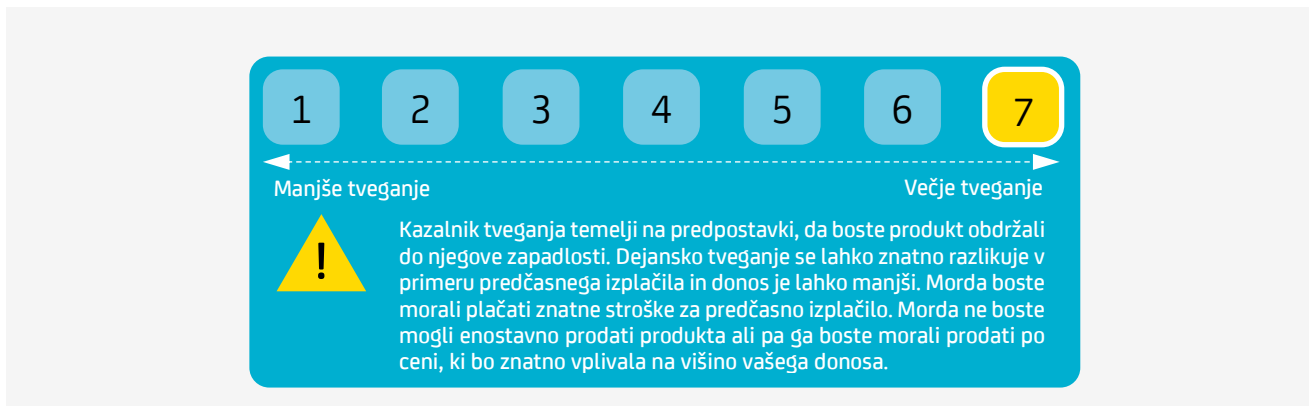 1 2 3 4 5 6 7
Manjše tveganje Večje tveganje
!
Kazalnik tveganja temelji na predpostavki, da boste produkt obdržali
do njegove zapadlosti. Dejansko tveganje se lahko znatno razlikuje v
primeru predčasnega izplačila in donos je lahko manjši. Morda boste
morali plačati znatne stroške za predčasno izplačilo. Morda ne boste
mogli enostavno prodati produkta ali pa ga boste morali prodati po
ceni, ki bo znatno vplivala na višino vašega donosa.